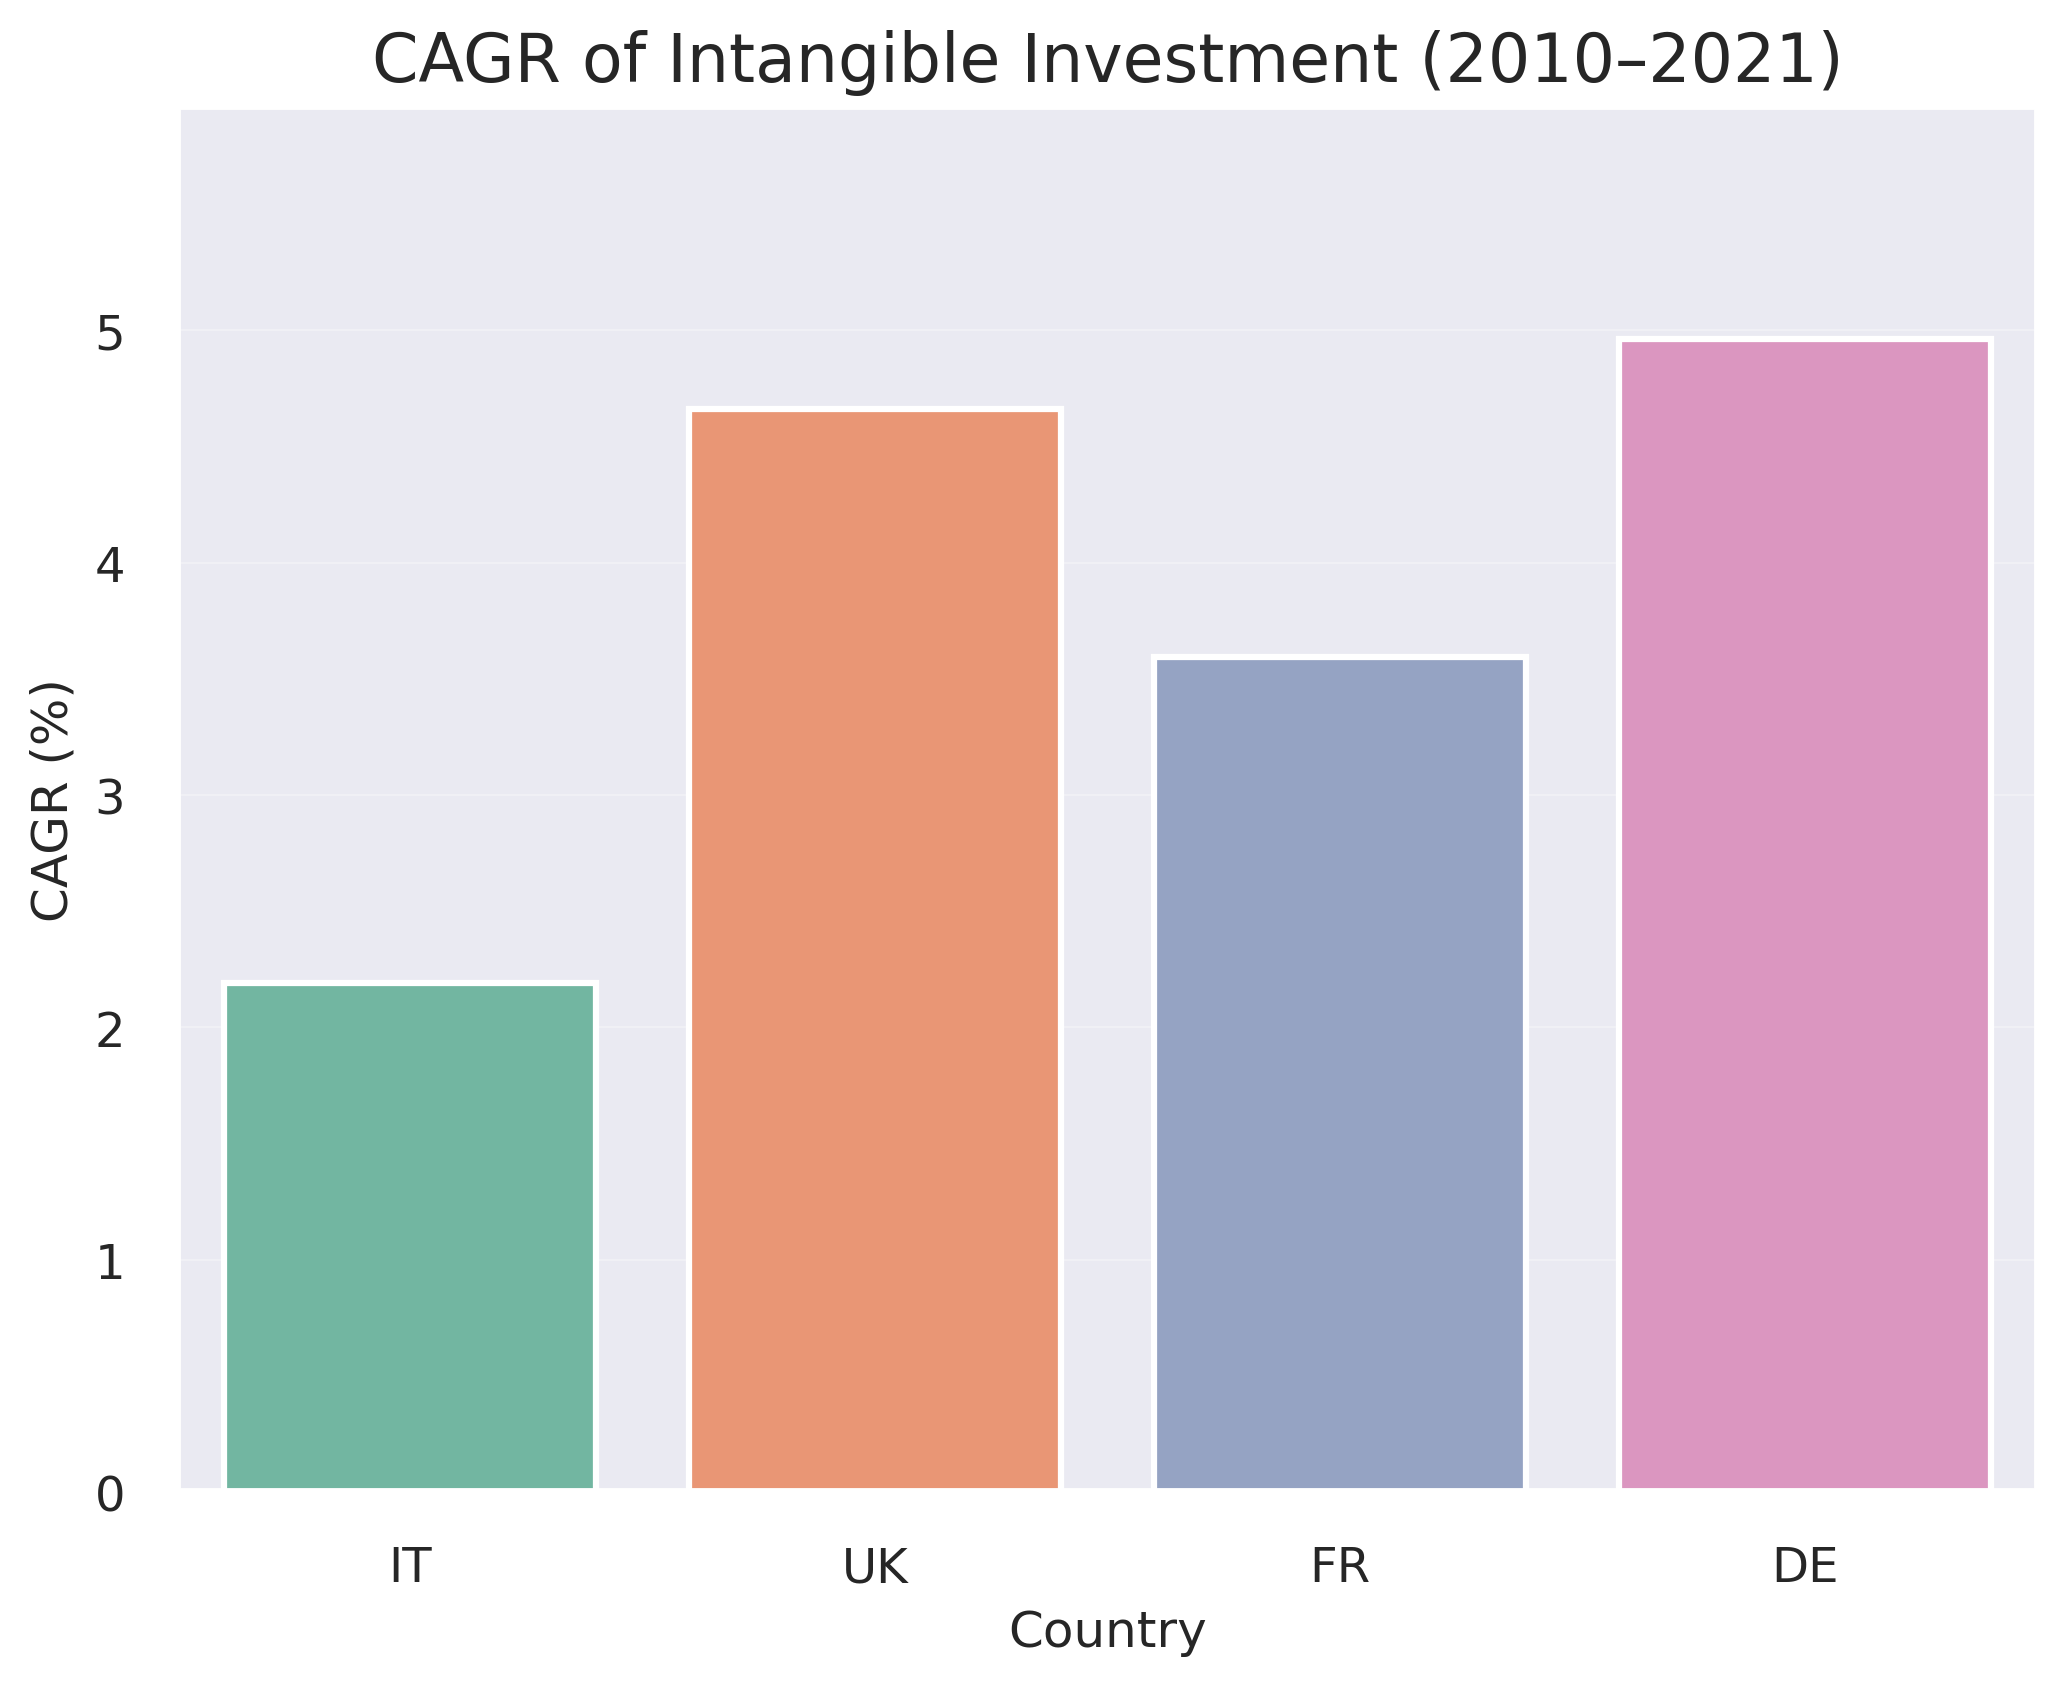 CAGR of Intangible Investment (2010–2021)
CAGR (%)
5
4
3
2
1
0
IT UK FR DE
Country